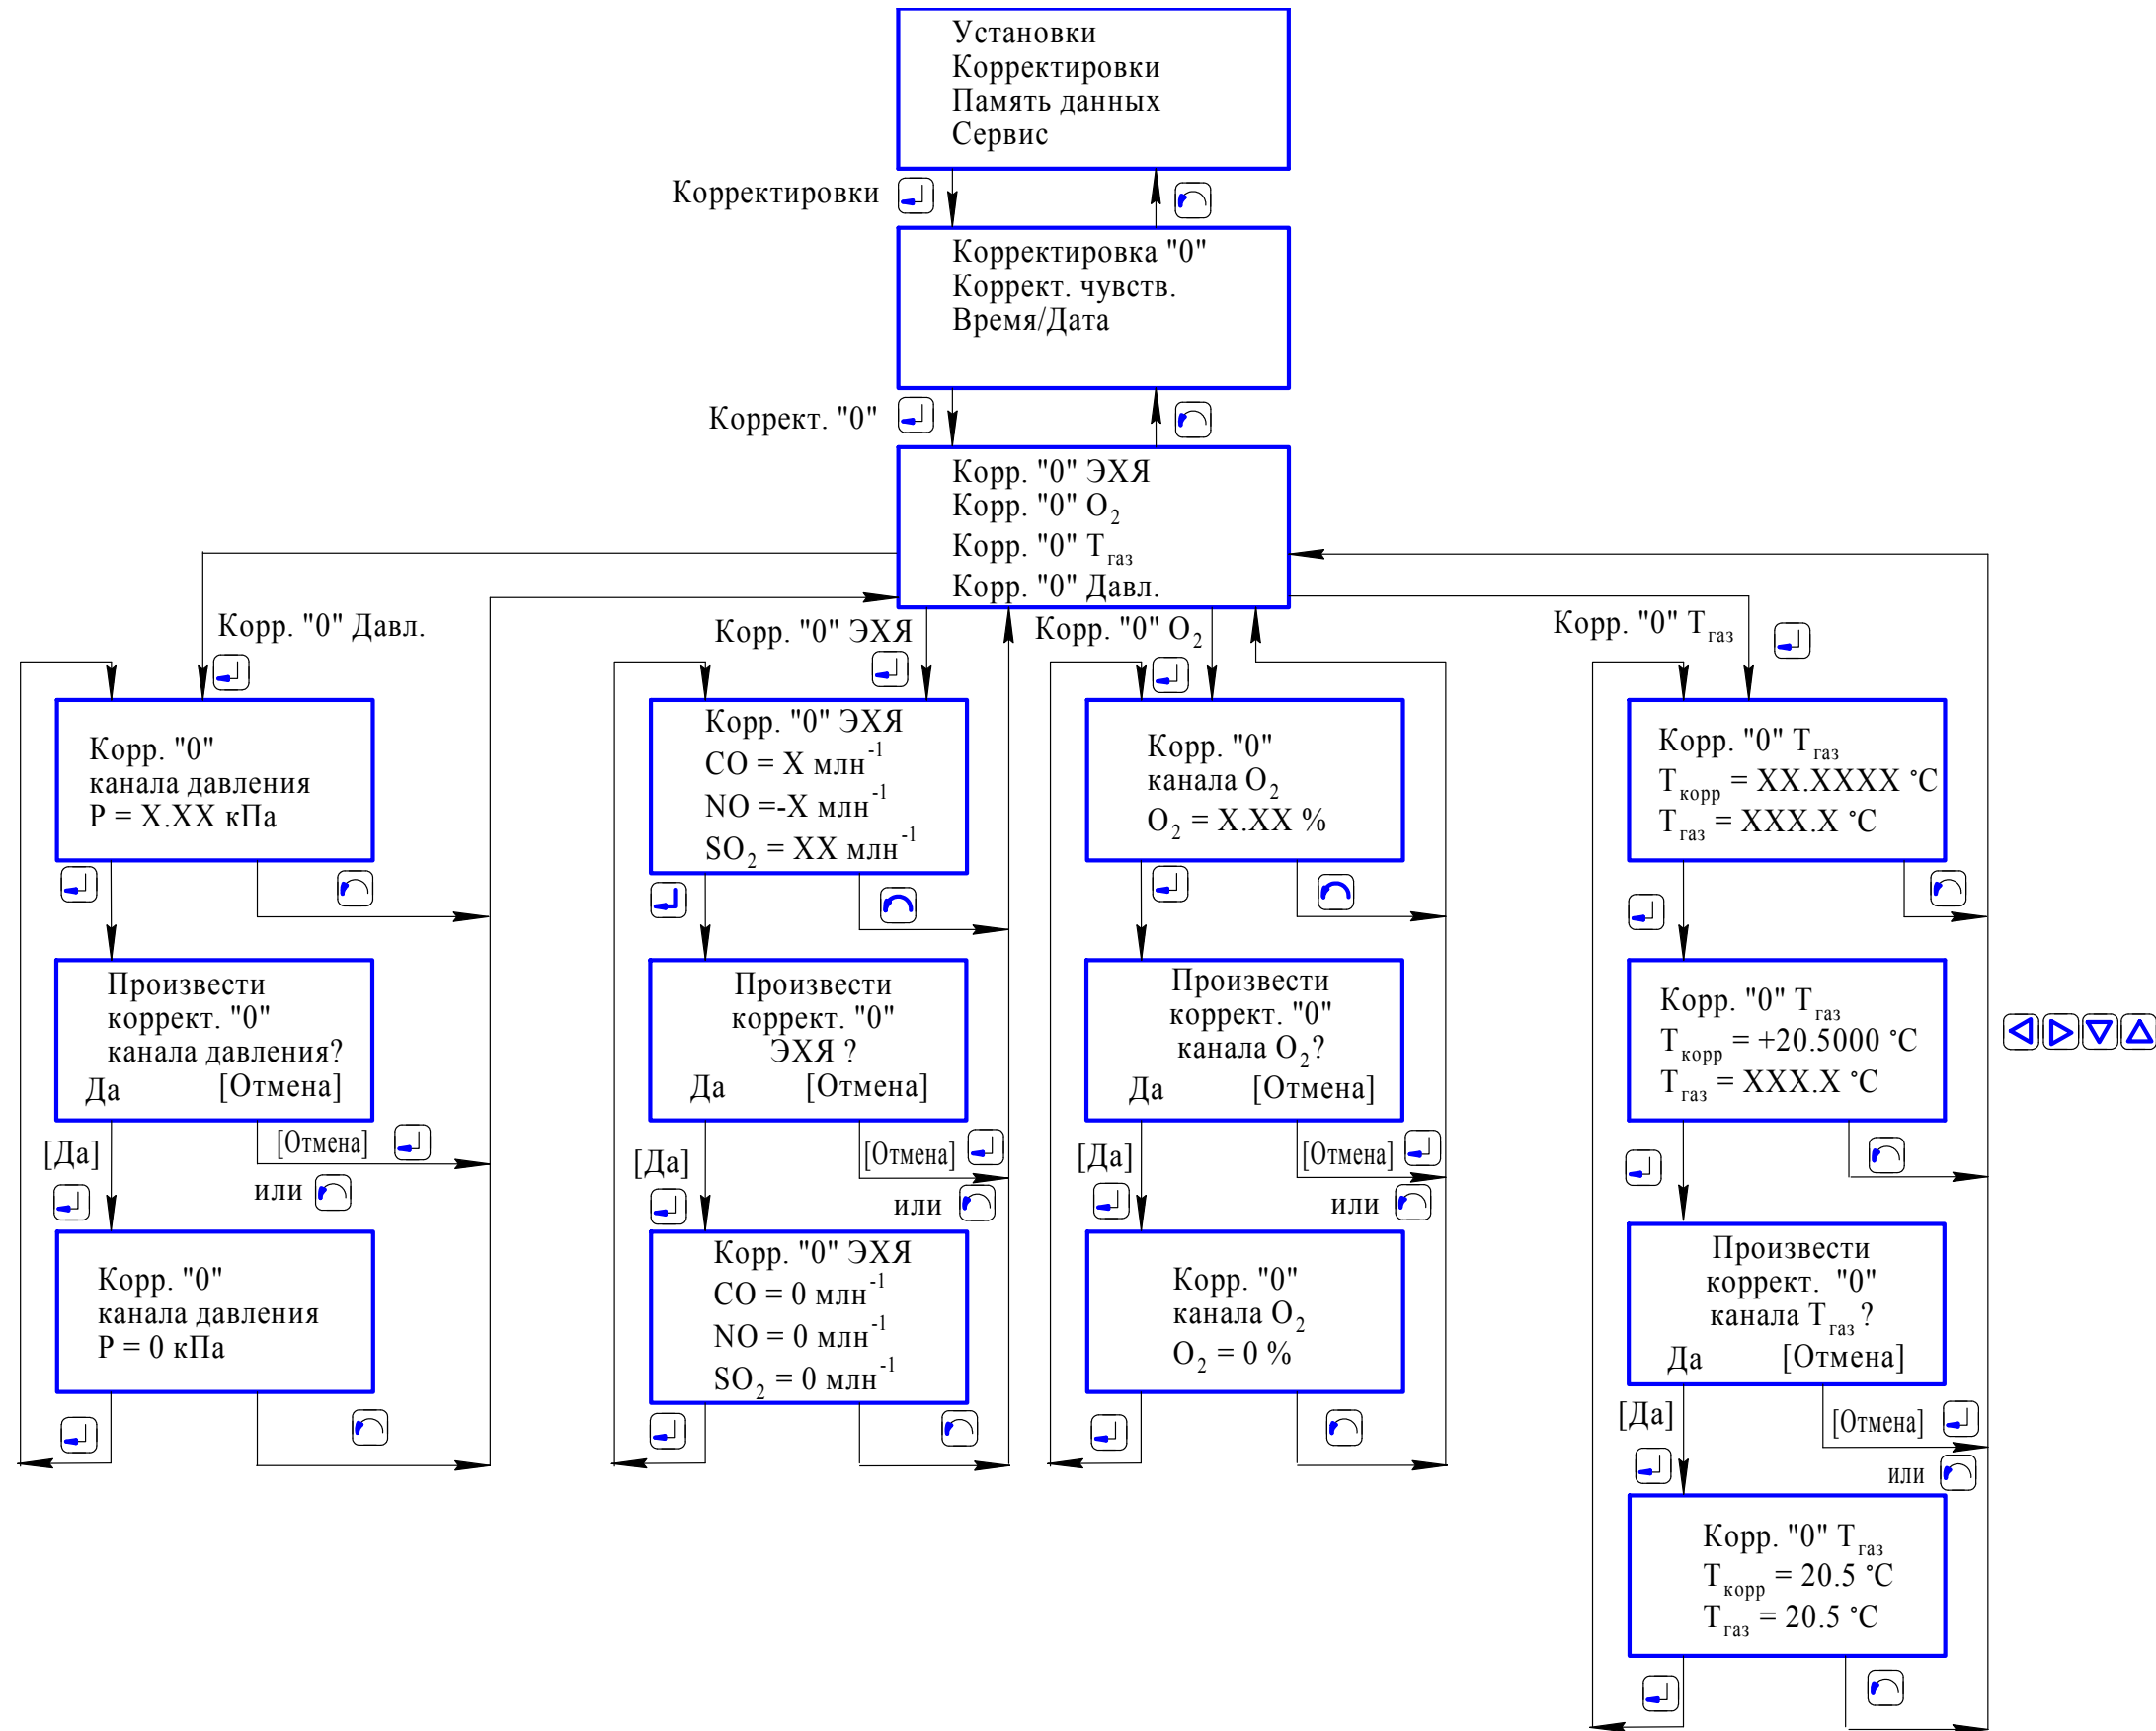 Установки
Корректировки
Память данных
Сервис
Корректировки
Корректировка "0"
Коррект. чувств.
Время/Дата
Коррект. "0"
Корр. "0" ЭХЯ
Корр. "0" O₂
Корр. "0" Tгаз
Корр. "0" Давл.
Корр. "0" Давл.
Корр. "0"
канала давления
P = X.XX кПа
Произвести
коррект. "0"
канала давления?
Да [Отмена]
[Да]
[Отмена]
или
Корр. "0"
канала давления
P = 0 кПа
Корр. "0" ЭХЯ
Корр. "0" ЭХЯ
CO = X млн⁻¹
NO =-X млн⁻¹
SO₂ = XX млн⁻¹
Произвести
коррект. "0"
ЭХЯ ?
Да [Отмена]
[Да]
[Отмена]
или
Корр. "0" ЭХЯ
CO = 0 млн⁻¹
NO = 0 млн⁻¹
SO₂ = 0 млн⁻¹
Корр. "0" O₂
Корр. "0"
канала O₂
O₂ = X.XX %
Произвести
коррект. "0"
канала O₂?
Да [Отмена]
[Да]
[Отмена]
или
Корр. "0"
канала O₂
O₂ = 0 %
Корр. "0" Tгаз
Корр. "0" Tгаз
Tкорр = XX.XXXX °C
Tгаз = XXX.X °C
Корр. "0" Tгаз
Tкорр = +20.5000 °C
Tгаз = XXX.X °C
Произвести
коррект. "0"
канала Tгаз ?
Да [Отмена]
[Да]
[Отмена]
или
Корр. "0" Tгаз
Tкорр = 20.5 °C
Tгаз = 20.5 °C